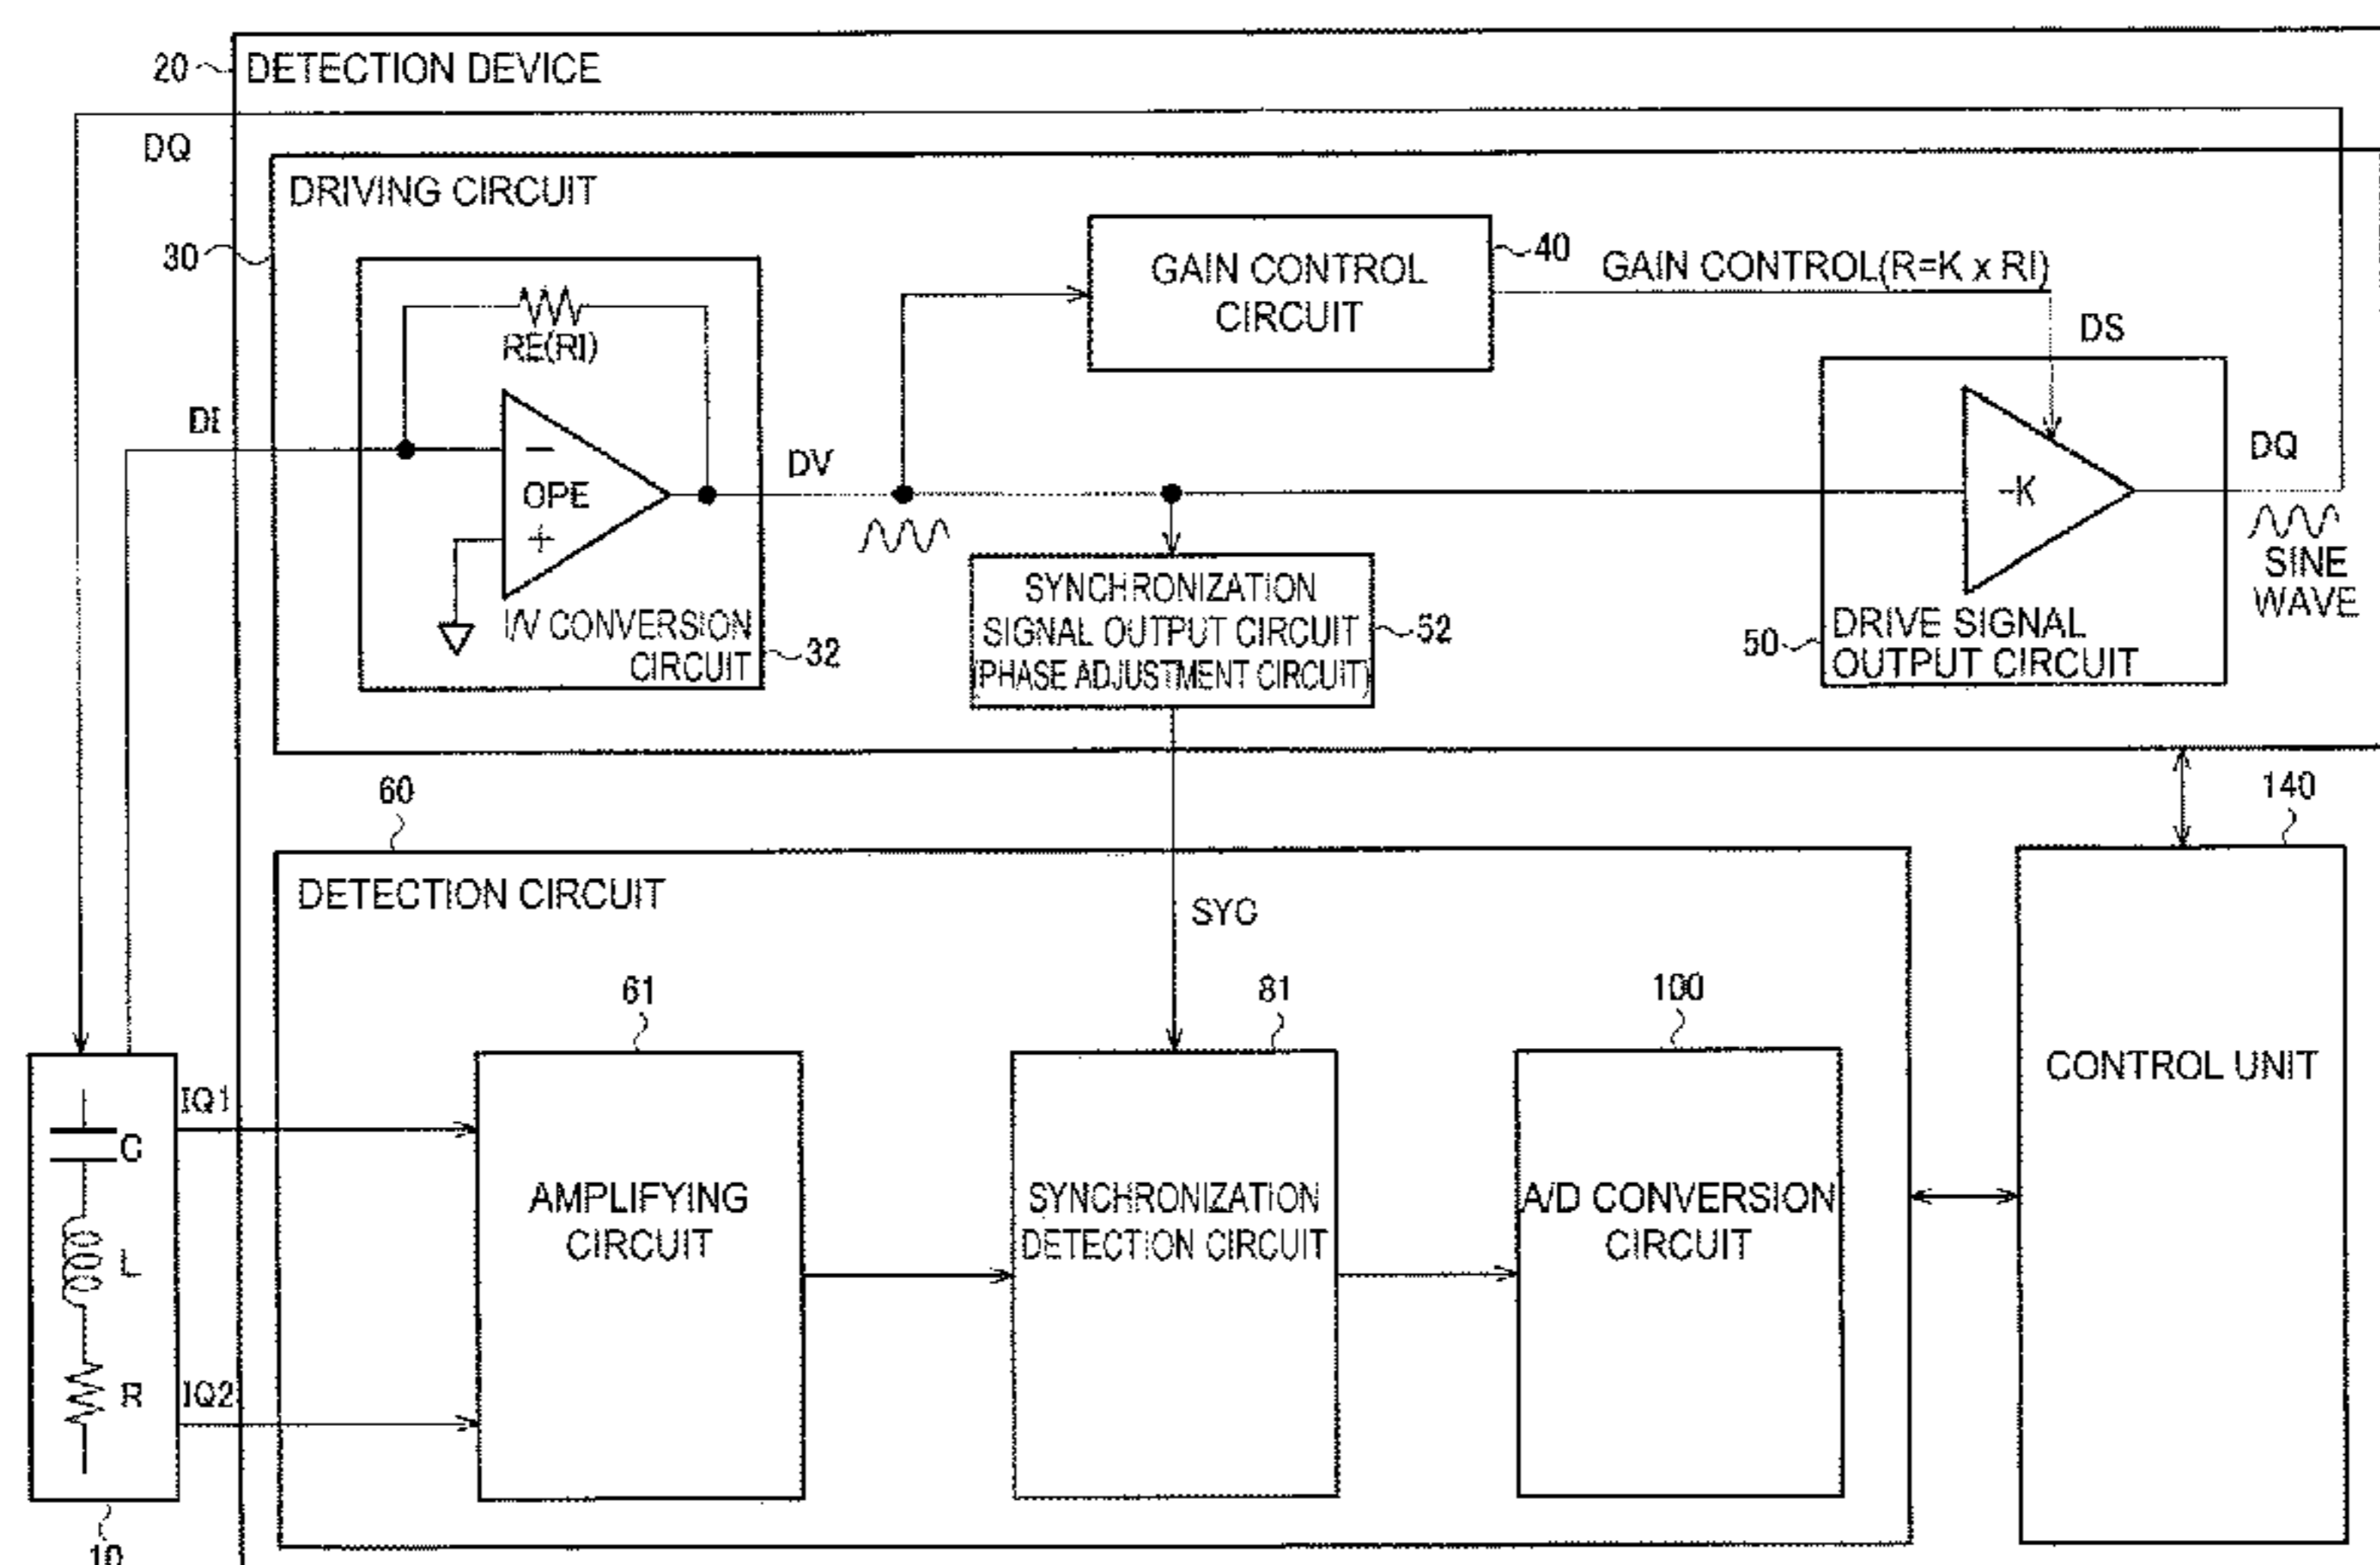 20
DETECTION DEVICE
DQ
DRIVING CIRCUIT
30
GAIN CONTROL
CIRCUIT
40
GAIN CONTROL(R=K x RI)
RE(RI)
DS
DI
OPE
DV
-K
DQ
SINE
WAVE
I/V CONVERSION
CIRCUIT
32
SYNCHRONIZATION
SIGNAL OUTPUT CIRCUIT
(PHASE ADJUSTMENT CIRCUIT)
52
50
DRIVE SIGNAL
OUTPUT CIRCUIT
60
140
DETECTION CIRCUIT
SYC
61
81
100
CONTROL UNIT
IQ1
C
AMPLIFYING
CIRCUIT
SYNCHRONIZATION
DETECTION CIRCUIT
A/D CONVERSION
CIRCUIT
L
R
IQ2
10